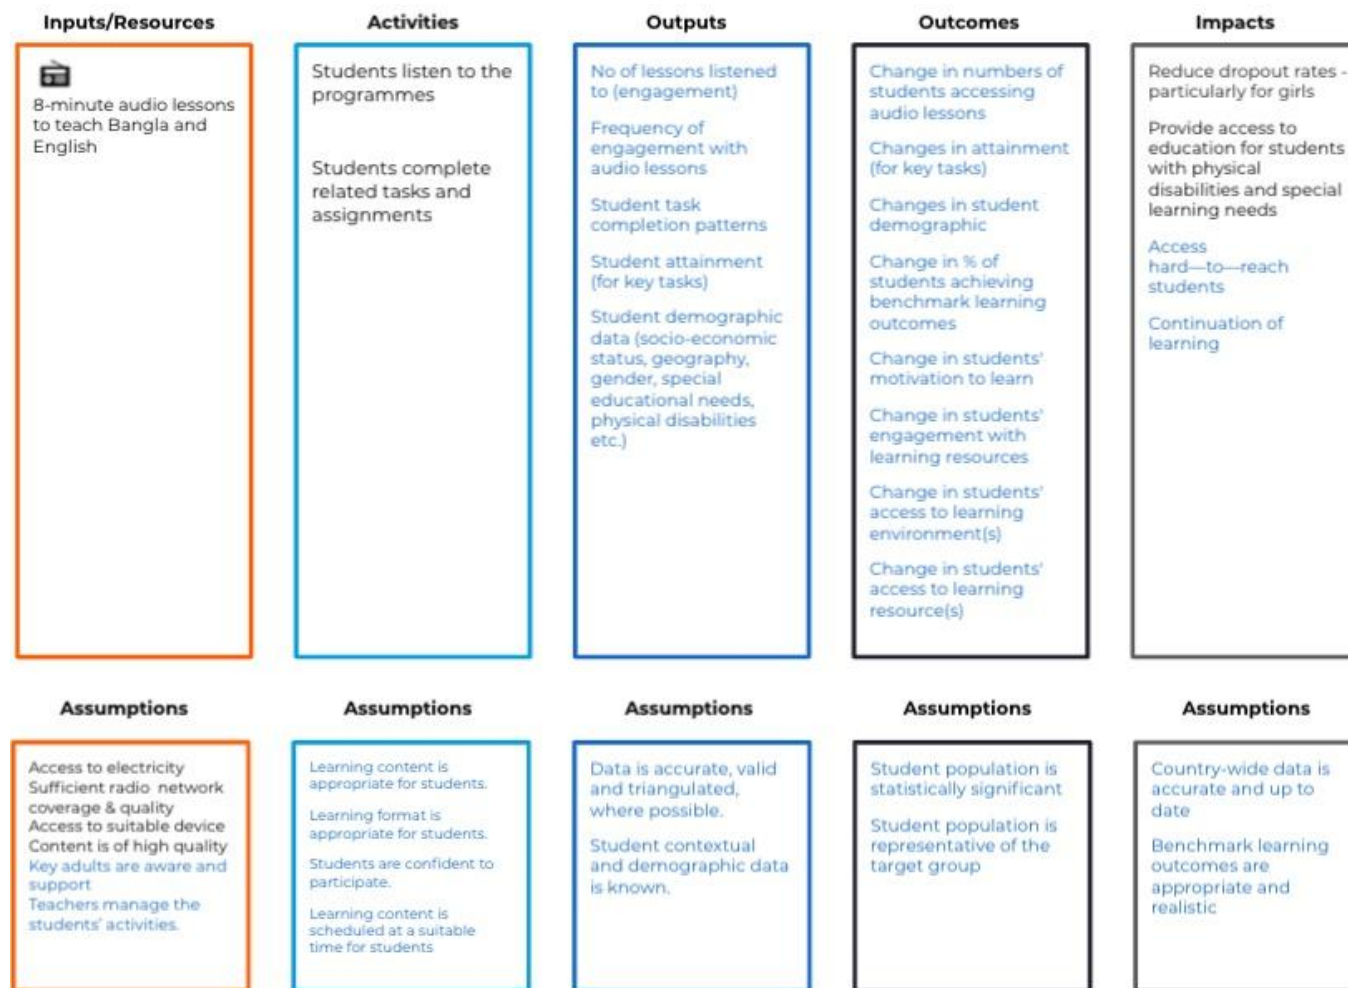 Inputs/Resources
8-minute audio lessons
to teach Bangla and
English
Activities
Students listen to the
programmes
Students complete
related tasks and
assignments
Outputs
No of lessons listened
to (engagement)
Frequency of
engagement with
audio lessons
Student task
completion patterns
Student attainment
(for key tasks)
Student demographic
data (socio-economic
status, geography,
gender, special
educational needs,
physical disabilities
etc.)
Outcomes
Change in numbers of
students accessing
audio lessons
Changes in attainment
(for key tasks)
Changes in student
demographic
Change in % of
students achieving
benchmark learning
outcomes
Change in students'
motivation to learn
Change in students'
engagement with
learning resources
Change in students'
access to learning
environment(s)
Change in students'
access to learning
resource(s)
Impacts
Reduce dropout rates -
particularly for girls
Provide access to
education for students
with physical
disabilities and special
learning needs
Access
hard—to—reach
students
Continuation of
learning
Assumptions
Access to electricity
Sufficient radio network
coverage & quality
Access to suitable device
Content is of high quality
Key adults are aware and
support
Teachers manage the
students' activities.
Assumptions
Learning content is
appropriate for students.
Learning format is
appropriate for students.
Students are confident to
participate.
Learning content is
scheduled at a suitable
time for students
Assumptions
Data is accurate, valid
and triangulated,
where possible.
Student contextual
and demographic data
is known.
Assumptions
Student population is
statistically significant
Student population is
representative of the
target group
Assumptions
Country-wide data is
accurate and up to
date
Benchmark learning
outcomes are
appropriate and
realistic